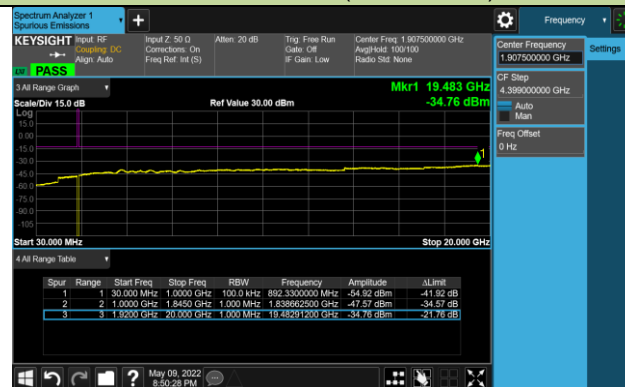 Spectrum Analyzer 1
Spurious Emissions
Frequency
KEYSIGHT
Input: RF
Coupling: DC
Align: Auto
Input Z: 50 Ω
Corrections: On
Freq Ref: Int (S)
Atten: 20 dB
Trig: Free Run
Gate: Off
IF Gain: Low
Center Freq: 1.907500000 GHz
Avg|Hold: 100/100
Radio Std: None
PASS
Center Frequency
1.907500000 GHz
Settings
CF Step
4.399000000 GHz
Auto
Man
Freq Offset
0 Hz
3 All Range Graph
Mkr1 19.483 GHz
Scale/Div 15.0 dB
Ref Value 30.00 dBm
-34.76 dBm
Log
15.0
0.00
-15.0
-30.0
-45.0
-60.0
-75.0
-90.0
-105
1
Start 30.000 MHz
Stop 20.000 GHz
4 All Range Table
Spur Range Start Freq Stop Freq RBW Frequency Amplitude ΔLimit
1 1 30.000 MHz 1.0000 GHz 100.0 kHz 892.3300000 MHz -54.92 dBm -41.92 dB
2 2 1.0000 GHz 1.8450 GHz 1.000 MHz 1.838662500 GHz -47.57 dBm -34.57 dB
3 3 1.9200 GHz 20.000 GHz 1.000 MHz 19.48291200 GHz -34.76 dBm -21.76 dB
?
May 09, 2022
8:50:28 PM